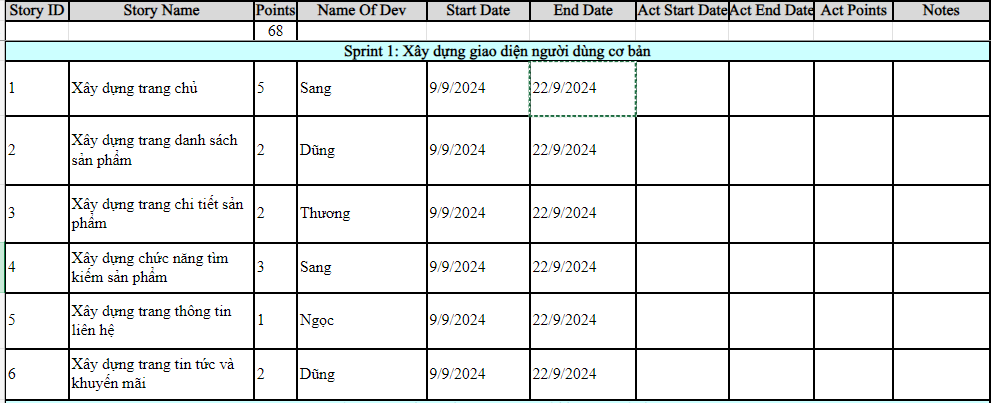 Story ID Story Name Points Name Of Dev Start Date End Date Act Start Date Act End Date Act Points Notes
68
Sprint 1: Xây dựng giao diện người dùng cơ bản
1 Xây dựng trang chủ 5 Sang 9/9/2024 22/9/2024
2 Xây dựng trang danh sách sản phẩm 2 Dũng 9/9/2024 22/9/2024
3 Xây dựng trang chi tiết sản phẩm 2 Thương 9/9/2024 22/9/2024
4 Xây dựng chức năng tìm kiếm sản phẩm 3 Sang 9/9/2024 22/9/2024
5 Xây dựng trang thông tin liên hệ 1 Ngọc 9/9/2024 22/9/2024
6 Xây dựng trang tin tức và khuyến mãi 2 Dũng 9/9/2024 22/9/2024